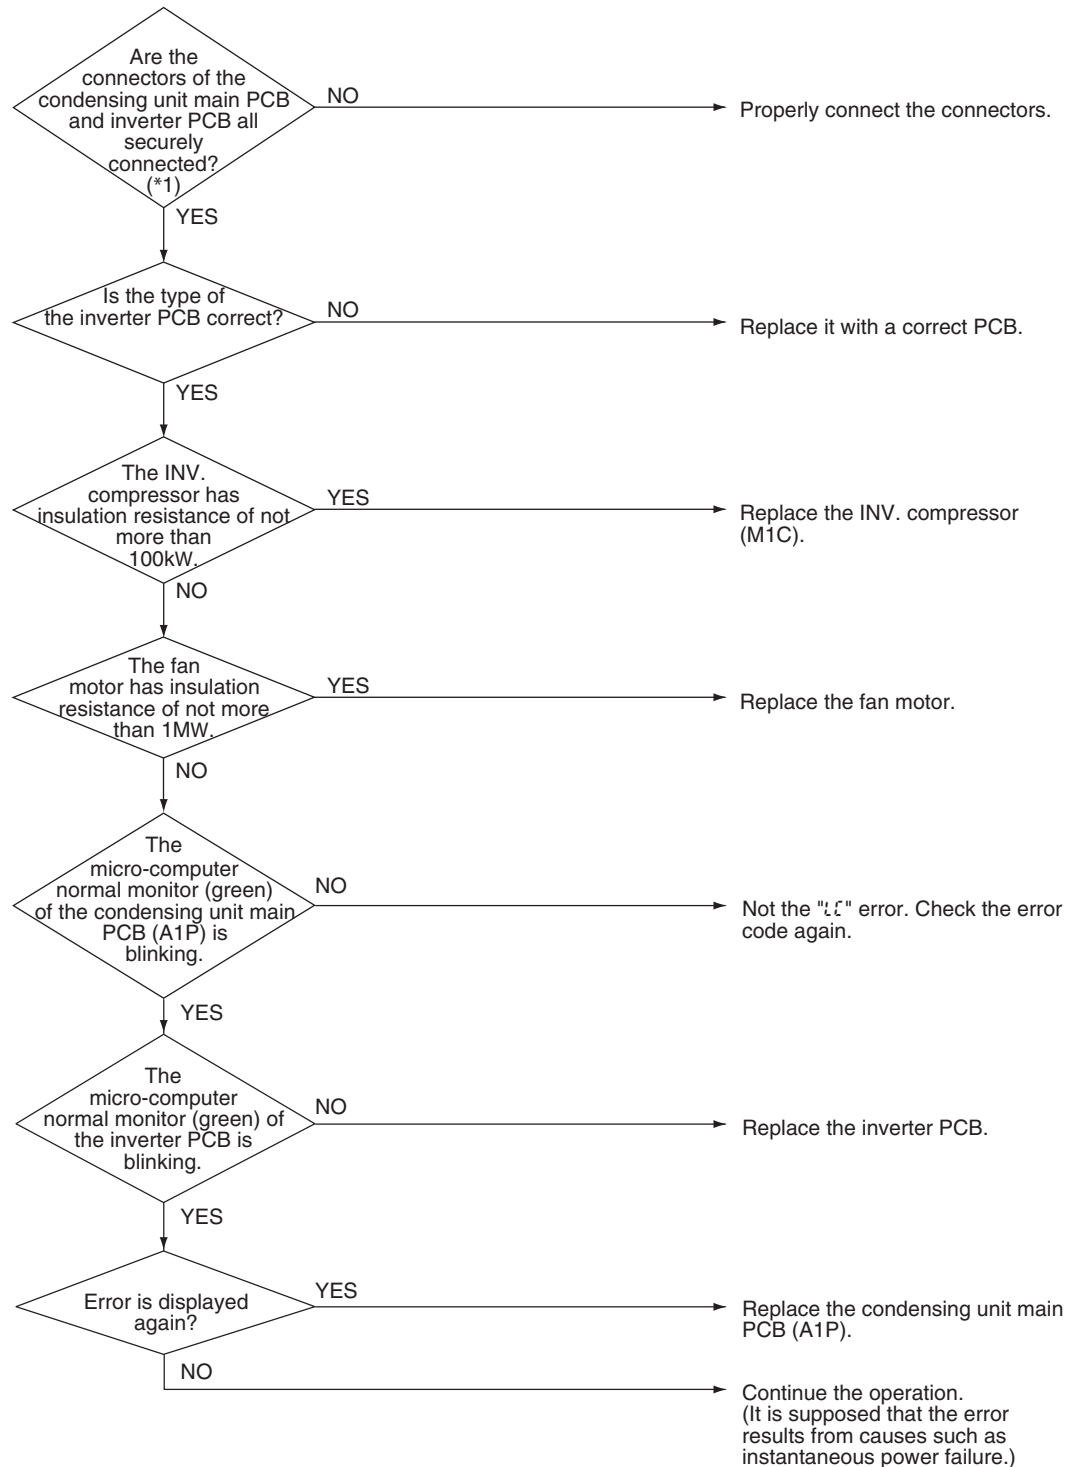 Are the
connectors of the
condensing unit main PCB
and inverter PCB all
securely
connected?
(*1)
NO
Properly connect the connectors.
YES
Is the type of
the inverter PCB correct?
NO
Replace it with a correct PCB.
YES
The INV.
compressor has
insulation resistance of not
more than
100kW.
YES
Replace the INV. compressor
(M1C).
NO
The fan
motor has insulation
resistance of not more
than 1MW.
YES
Replace the fan motor.
NO
The
micro-computer
normal monitor (green)
of the condensing unit main
PCB (A1P) is
blinking.
NO
Not the "LC" error. Check the error
code again.
YES
The
micro-computer
normal monitor (green) of
the inverter PCB is
blinking.
NO
Replace the inverter PCB.
YES
Error is displayed
again?
YES
Replace the condensing unit main
PCB (A1P).
NO
Continue the operation.
(It is supposed that the error
results from causes such as
instantaneous power failure.)